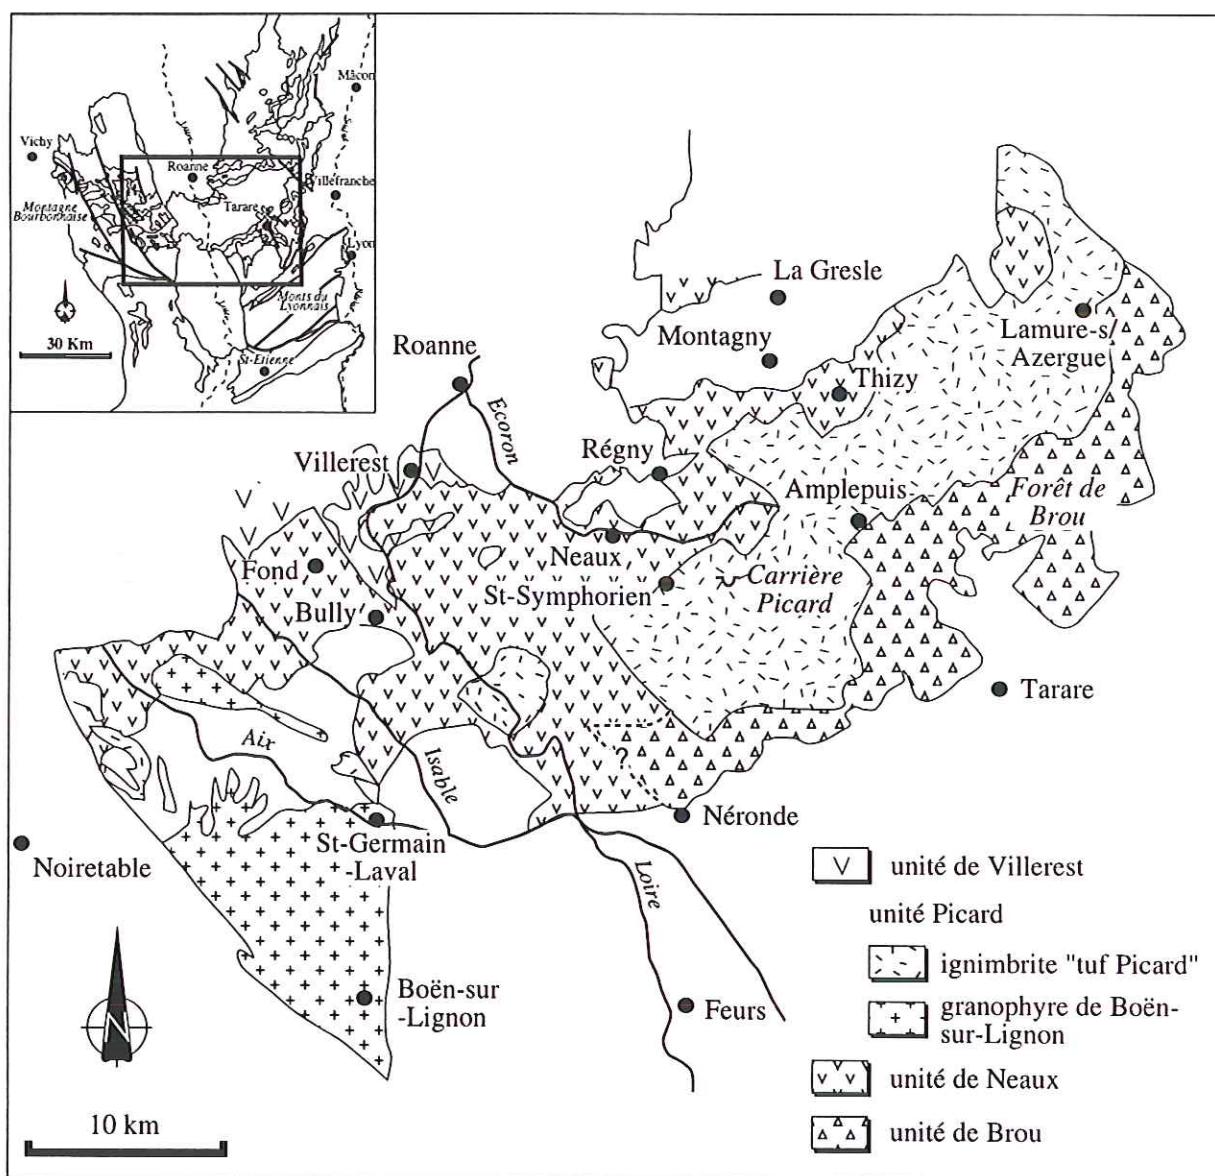 Mâcon
Vichy
Roanne
Villefranche
Montagne
Bourbonnaise
Tarare
Lyon
Monts du
Lyonnais
30 Km
St-Etienne
La Gresle
Montagny
Lamure-s/
Azergue
Roanne
Thizy
Ecoron
Villerest
Régny
Amplepuis
Forêt de
Brou
Neaux
Fond
St-Symphorien
Carrière
Picard
Bully
Tarare
Aix
Isable
?
Néronde
St-Germain
-Laval
Noiretable
Loire
Boën-sur
-Lignon
Feurs
N
10 km
unité de Villerest
unité Picard
ignimbrite "tuf Picard"
granophyre de Boën-
sur-Lignon
unité de Neaux
unité de Brou